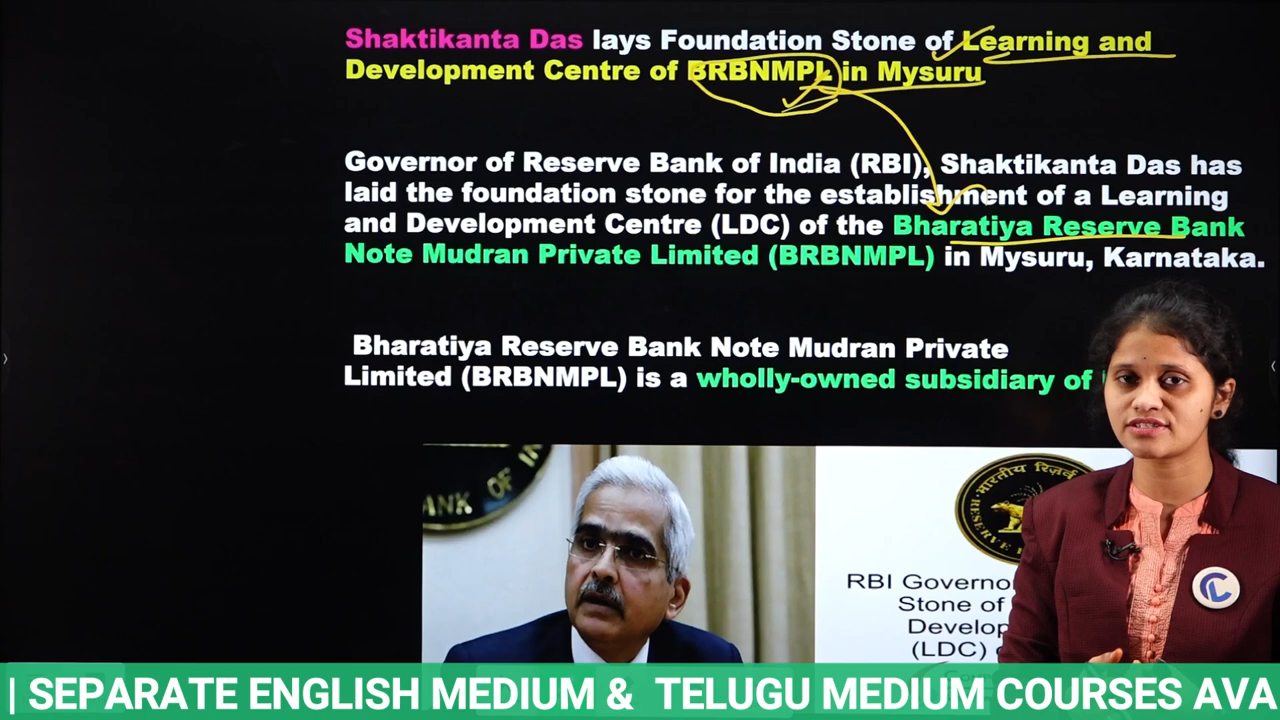 Shaktikanta Das lays Foundation Stone of Learning and
Development Centre of BRBNMPL in Mysuru
Governor of Reserve Bank of India (RBI), Shaktikanta Das has
laid the foundation stone for the establishment of a Learning
and Development Centre (LDC) of the Bharatiya Reserve Bank
Note Mudran Private Limited (BRBNMPL) in Mysuru, Karnataka.
Bharatiya Reserve Bank Note Mudran Private
Limited (BRBNMPL) is a wholly-owned subsidiary of
BANK OF IN
भारतीय रिज़र्व
RESERVE
RBI Governo
Stone of
Develop
(LDC)
| SEPARATE ENGLISH MEDIUM & TELUGU MEDIUM COURSES AVA